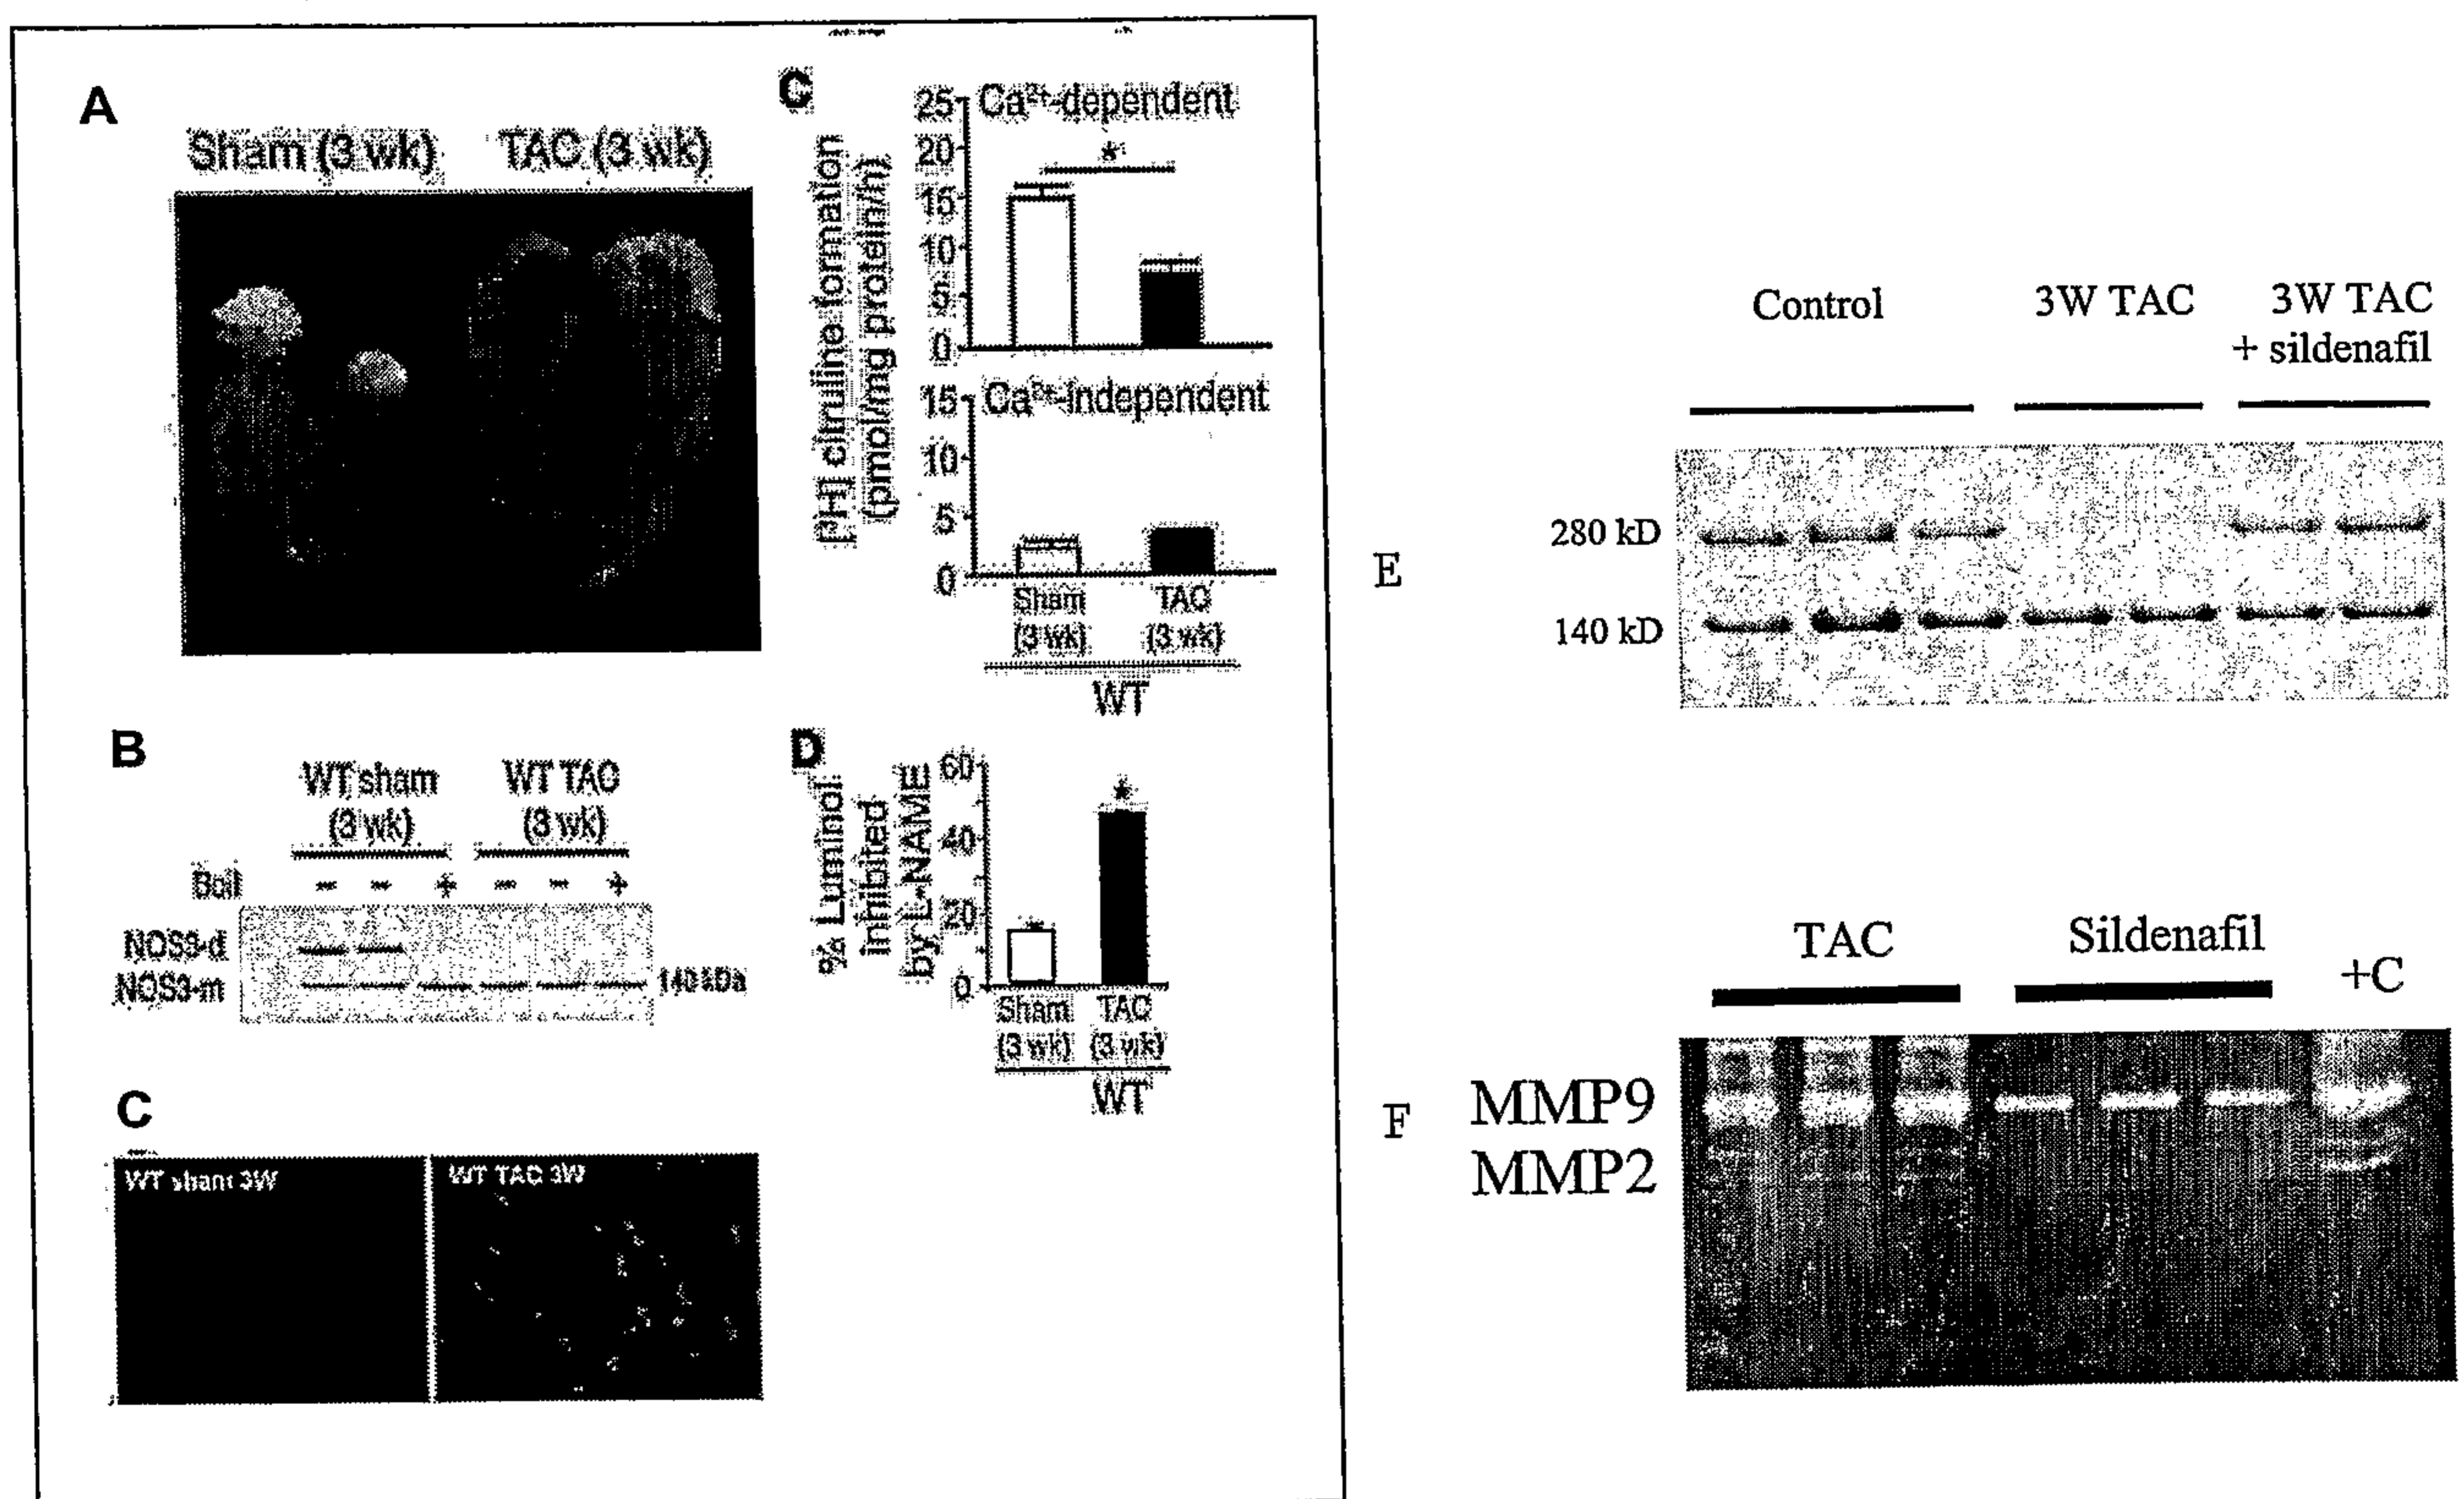 A
Sham (3 wk) TAC (3 wk)
C
[³H] citrulline formation
(pmol/mg protein/h)
25 Ca²⁺-dependent
20
*
15
10
5
0
15 Ca²⁺-independent
10
5
0
Sham TAC
(3 wk) (3 wk)
WT
B
WT sham WT TAC
(3 wk) (3 wk)
Boil - - + - - +
NOS3-d
NOS3-m 140 kDa
D
% Luminol
inhibited
by L-NAME
60
*
40
20
0
Sham TAC
(3 wk) (3 wk)
WT
C
WT sham 3W WT TAC 3W
Control 3W TAC 3W TAC
+ sildenafil
E
280 kD
140 kD
TAC Sildenafil +C
F
MMP9
MMP2